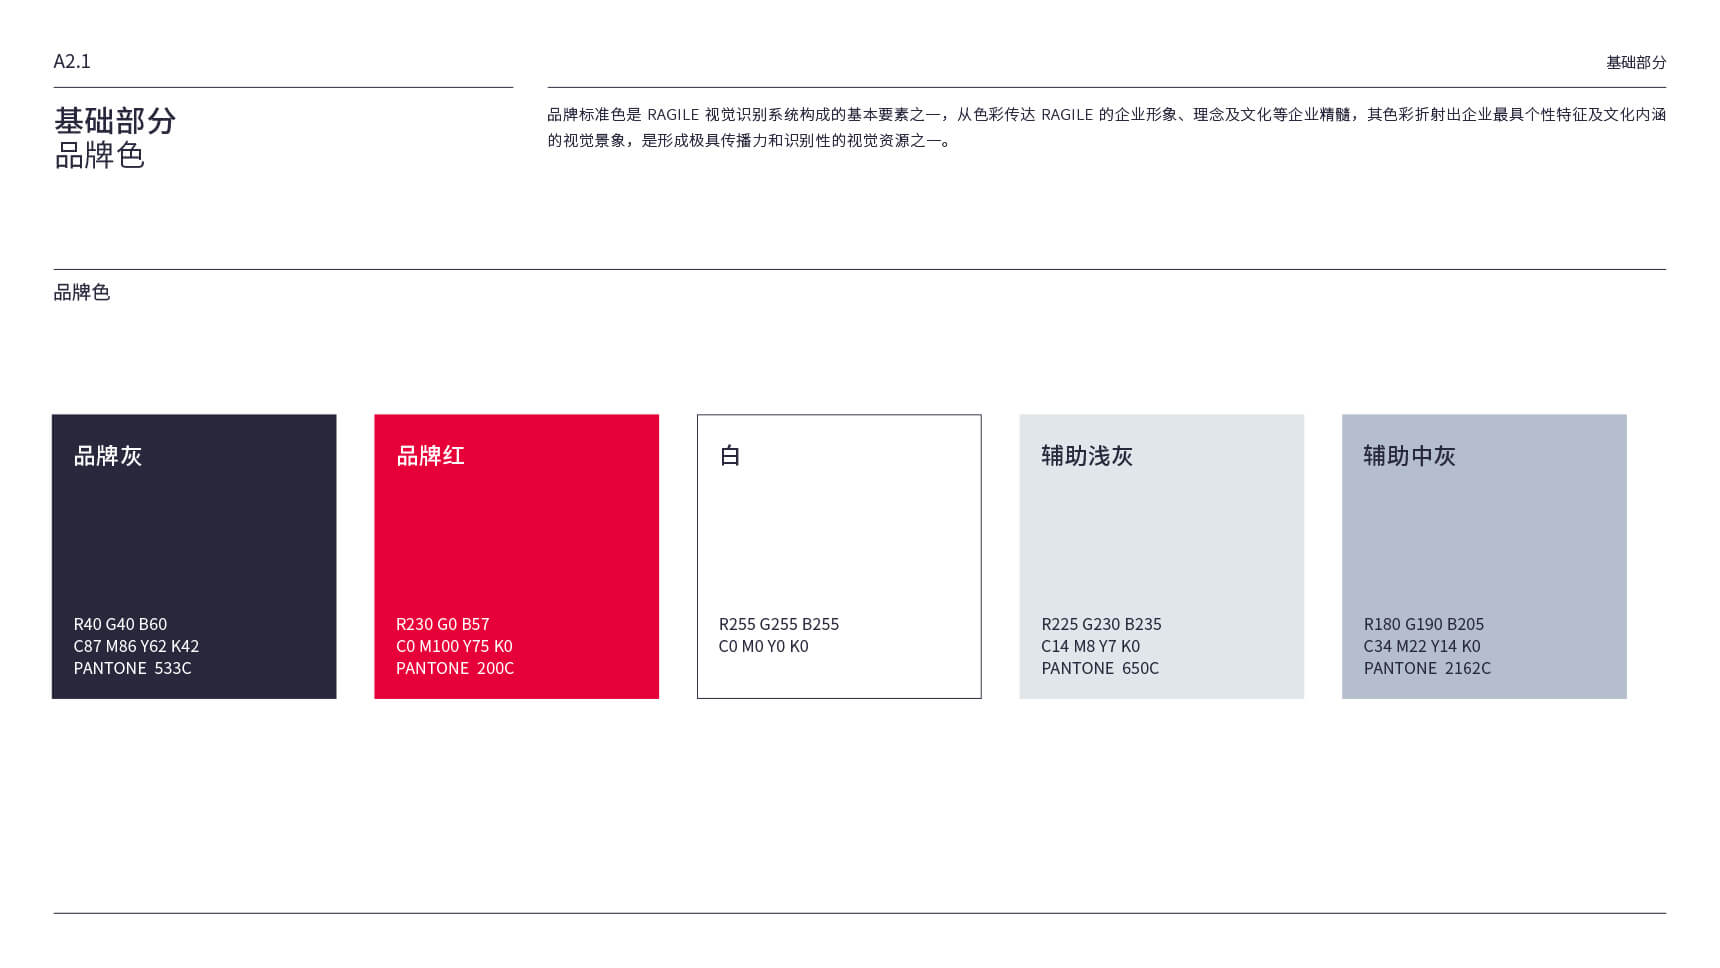 A2.1
基础部分
基础部分
品牌色
品牌标准色是 RAGILE 视觉识别系统构成的基本要素之一，从色彩传达 RAGILE 的企业形象、理念及文化等企业精髓，其色彩折射出企业最具个性特征及文化内涵
的视觉景象，是形成极具传播力和识别性的视觉资源之一。
品牌色
品牌灰
R40 G40 B60
C87 M86 Y62 K42
PANTONE 533C
品牌红
R230 G0 B57
C0 M100 Y75 K0
PANTONE 200C
白
R255 G255 B255
C0 M0 Y0 K0
辅助浅灰
R225 G230 B235
C14 M8 Y7 K0
PANTONE 650C
辅助中灰
R180 G190 B205
C34 M22 Y14 K0
PANTONE 2162C